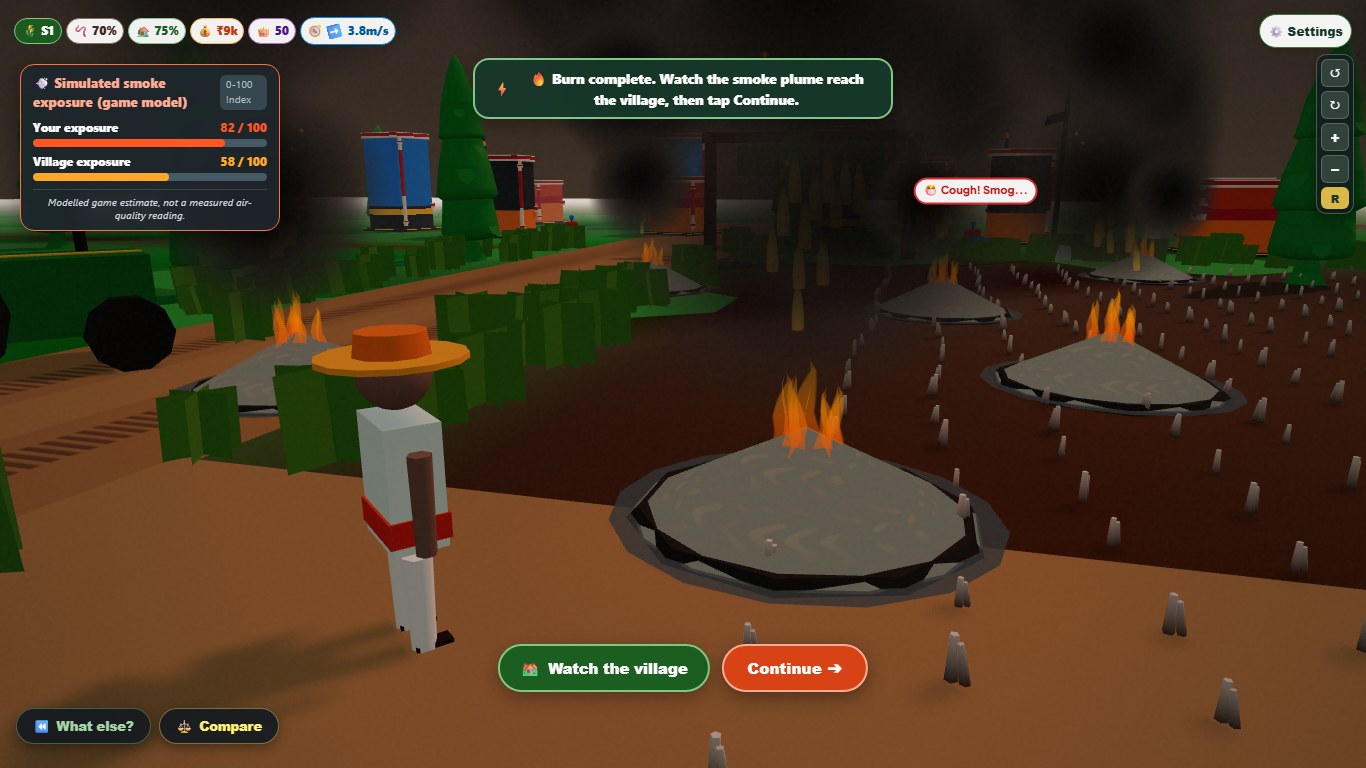 S1
70%
75%
₹9k
50
3.8m/s
Settings
Simulated smoke
exposure (game model)
0-100
Index
Your exposure 82 / 100
Village exposure 58 / 100
Modelled game estimate, not a measured air-
quality reading.
Burn complete. Watch the smoke plume reach
the village, then tap Continue.
↺
↻
+
−
R
Cough! Smog...
Watch the village
Continue ➔
What else?
Compare